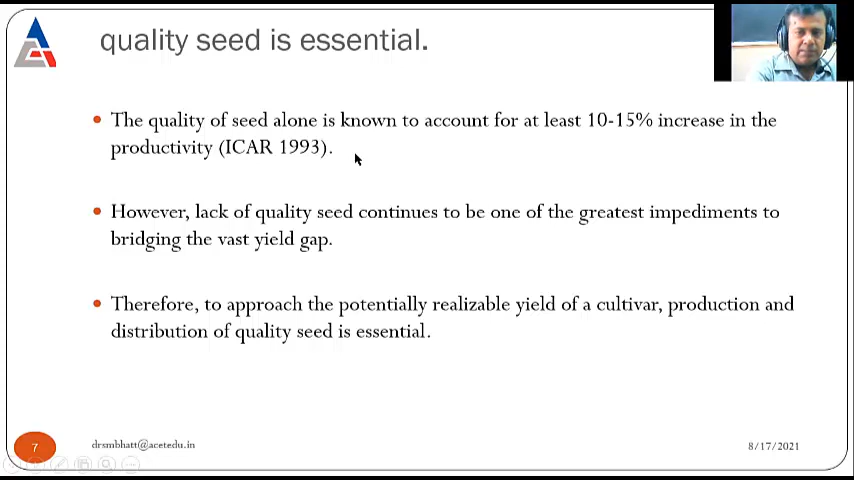 quality seed is essential.
The quality of seed alone is known to account for at least 10-15% increase in the
productivity (ICAR 1993).
However, lack of quality seed continues to be one of the greatest impediments to
bridging the vast yield gap.
Therefore, to approach the potentially realizable yield of a cultivar, production and
distribution of quality seed is essential.
7
drsmbhatt@acetedu.in
8/17/2021